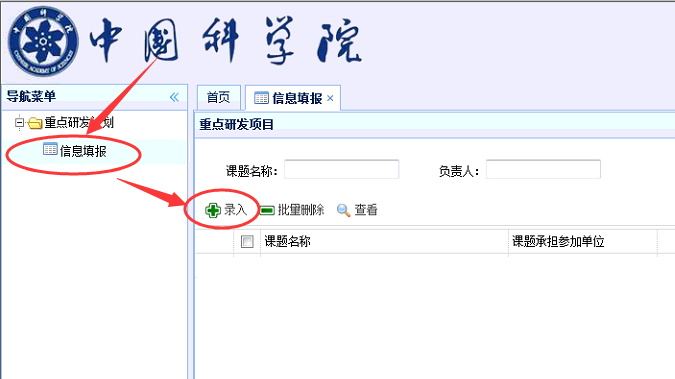 中国科学院
导航菜单
首页
信息填报
重点研发计划
信息填报
重点研发项目
课题名称：
负责人：
录入
批量删除
查看
课题名称
课题承担参加单位